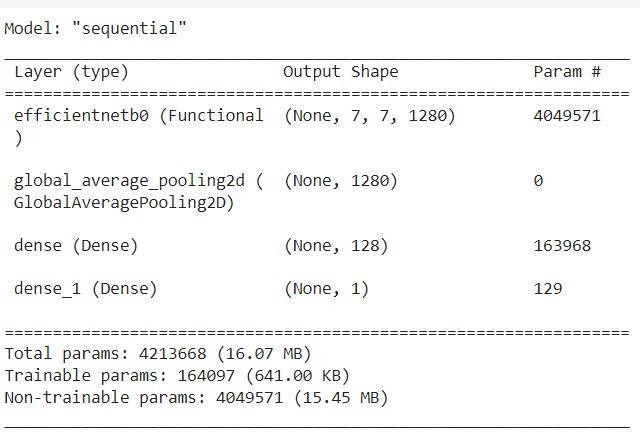 Model: "sequential"
_________________________________________________________________
Layer (type) Output Shape Param #
=================================================================
efficientnetb0 (Functional (None, 7, 7, 1280) 4049571
)
global_average_pooling2d ( (None, 1280) 0
GlobalAveragePooling2D)
dense (Dense) (None, 128) 163968
dense_1 (Dense) (None, 1) 129
=================================================================
Total params: 4213668 (16.07 MB)
Trainable params: 164097 (641.00 KB)
Non-trainable params: 4049571 (15.45 MB)
_________________________________________________________________